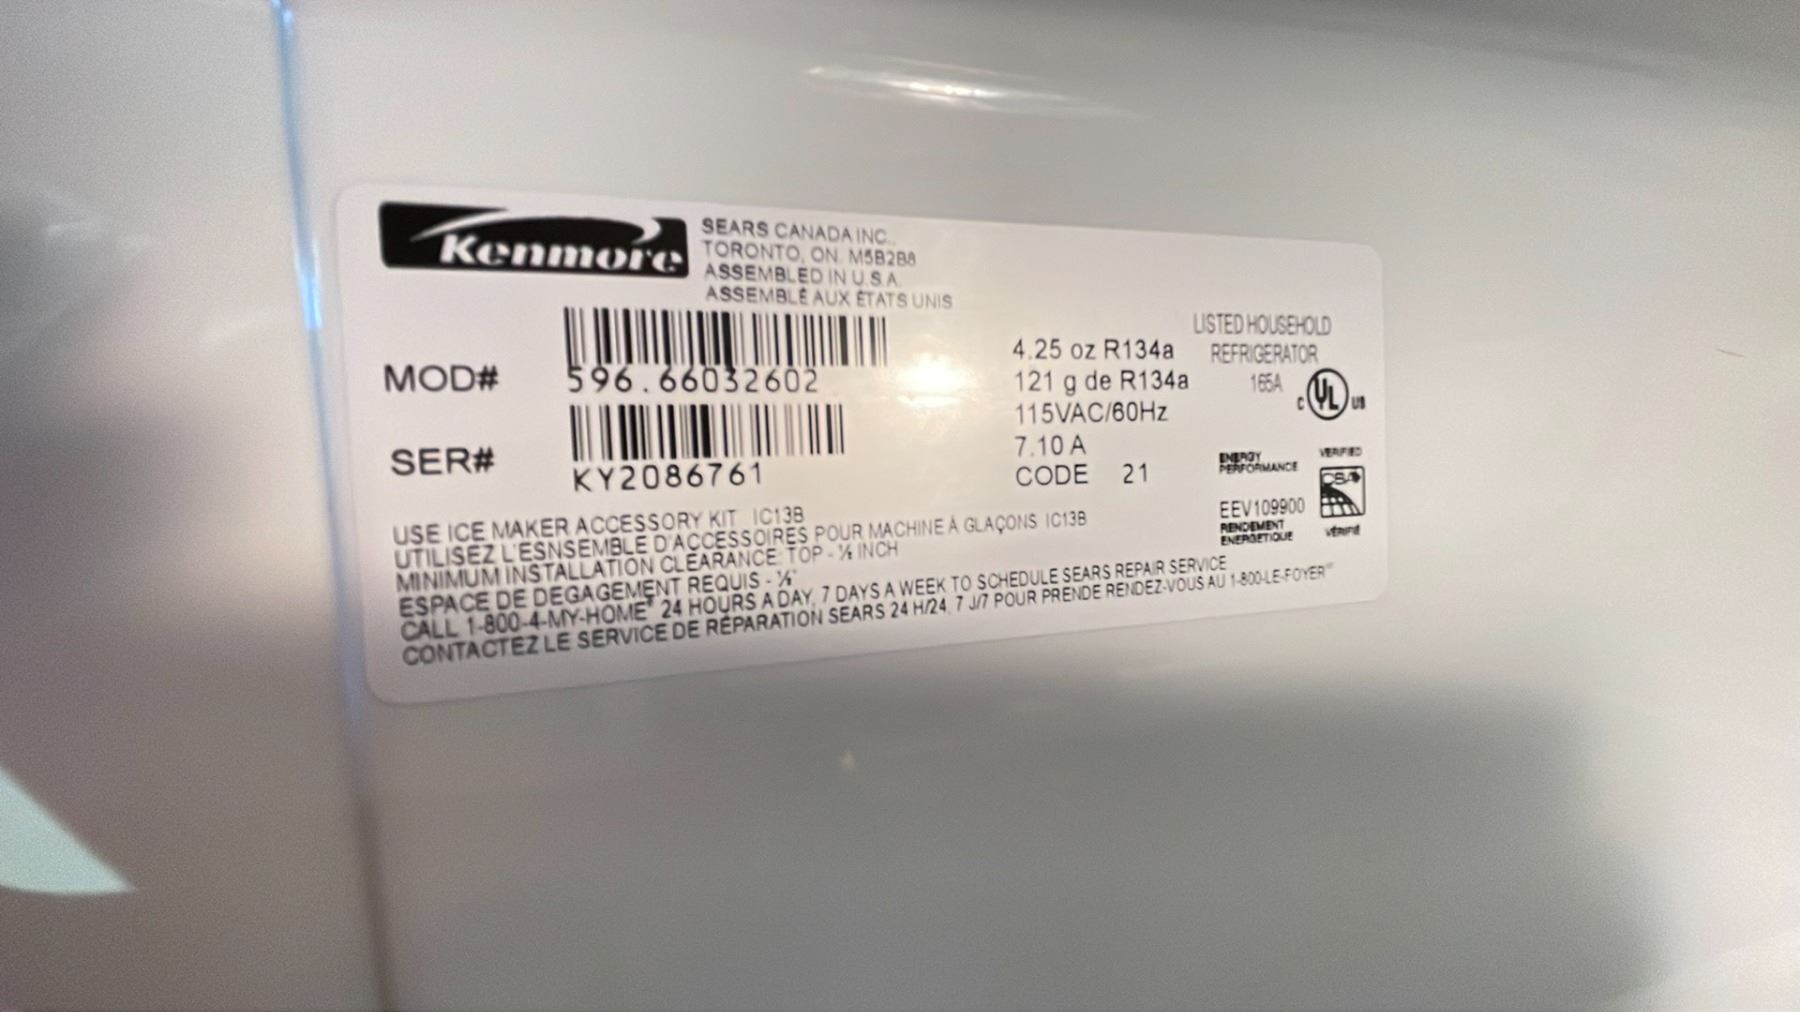 Kenmore
SEARS CANADA INC.
TORONTO, ON. M5B2B8
ASSEMBLED IN U.S.A.
ASSEMBLÉ AUX ÉTATS UNIS
MOD# 596.66032602
SER# KY2086761
4.25 oz R134a
121 g de R134a
115VAC/60Hz
7.10 A
CODE 21
LISTED HOUSEHOLD
REFRIGERATOR
165A
C UL US
ENERGY
PERFORMANCE
VERIFIED
CSA
EEV109900
RENDEMENT
ENERGETIQUE
VÉRIFIÉ
USE ICE MAKER ACCESSORY KIT IC13B
UTILISEZ L'ESNSEMBLE D'ACCESSOIRES POUR MACHINE À GLAÇONS IC13B
MINIMUM INSTALLATION CLEARANCE: TOP - INCH
ESPACE DE DEGAGEMENT REQUIS -
CALL 1-800-4-MY-HOME® 24 HOURS A DAY, 7 DAYS A WEEK TO SCHEDULE SEARS REPAIR SERVICE
CONTACTEZ LE SERVICE DE RÉPARATION SEARS 24 H/24, 7 J/7 POUR PRENDE RENDEZ-VOUS AU 1-800-LE-FOYER